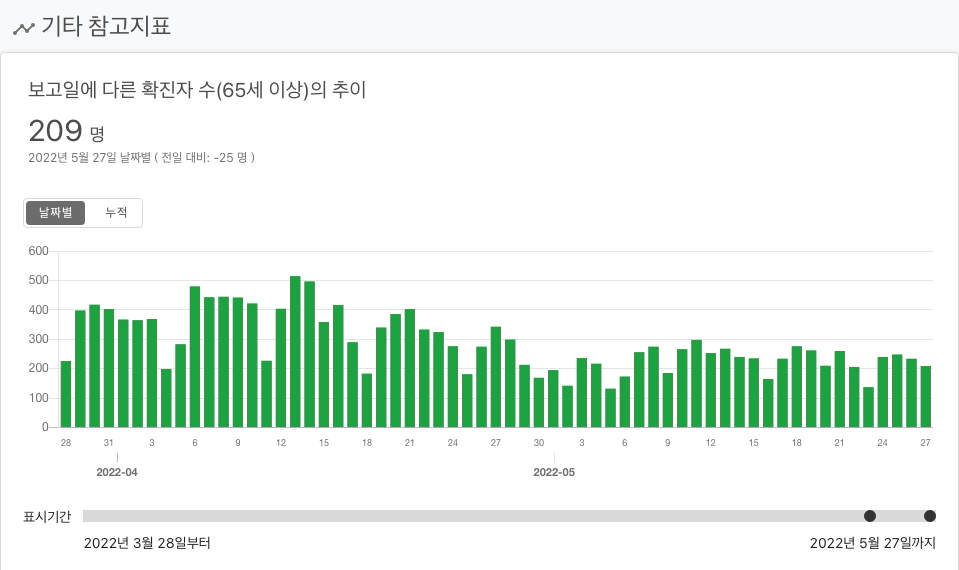 기타 참고지표
보고일에 다른 확진자 수(65세 이상)의 추이
209 명
2022년 5월 27일 날짜별 ( 전일 대비: -25 명 )
날짜별 누적
600
500
400
300
200
100
0
28 31 3 6 9 12 15 18 21 24 27 30 3 6 9 12 15 18 21 24 27
2022-04 2022-05
표시기간
2022년 3월 28일부터 2022년 5월 27일까지